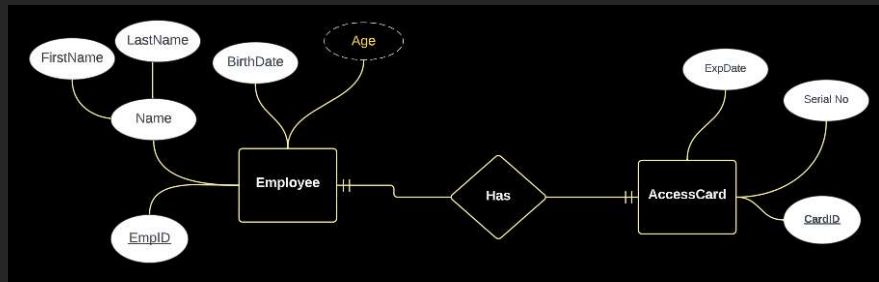 LastName
Age
FirstName
BirthDate
ExpDate
Serial No
Name
Employee
Has
AccessCard
EmpID
CardID